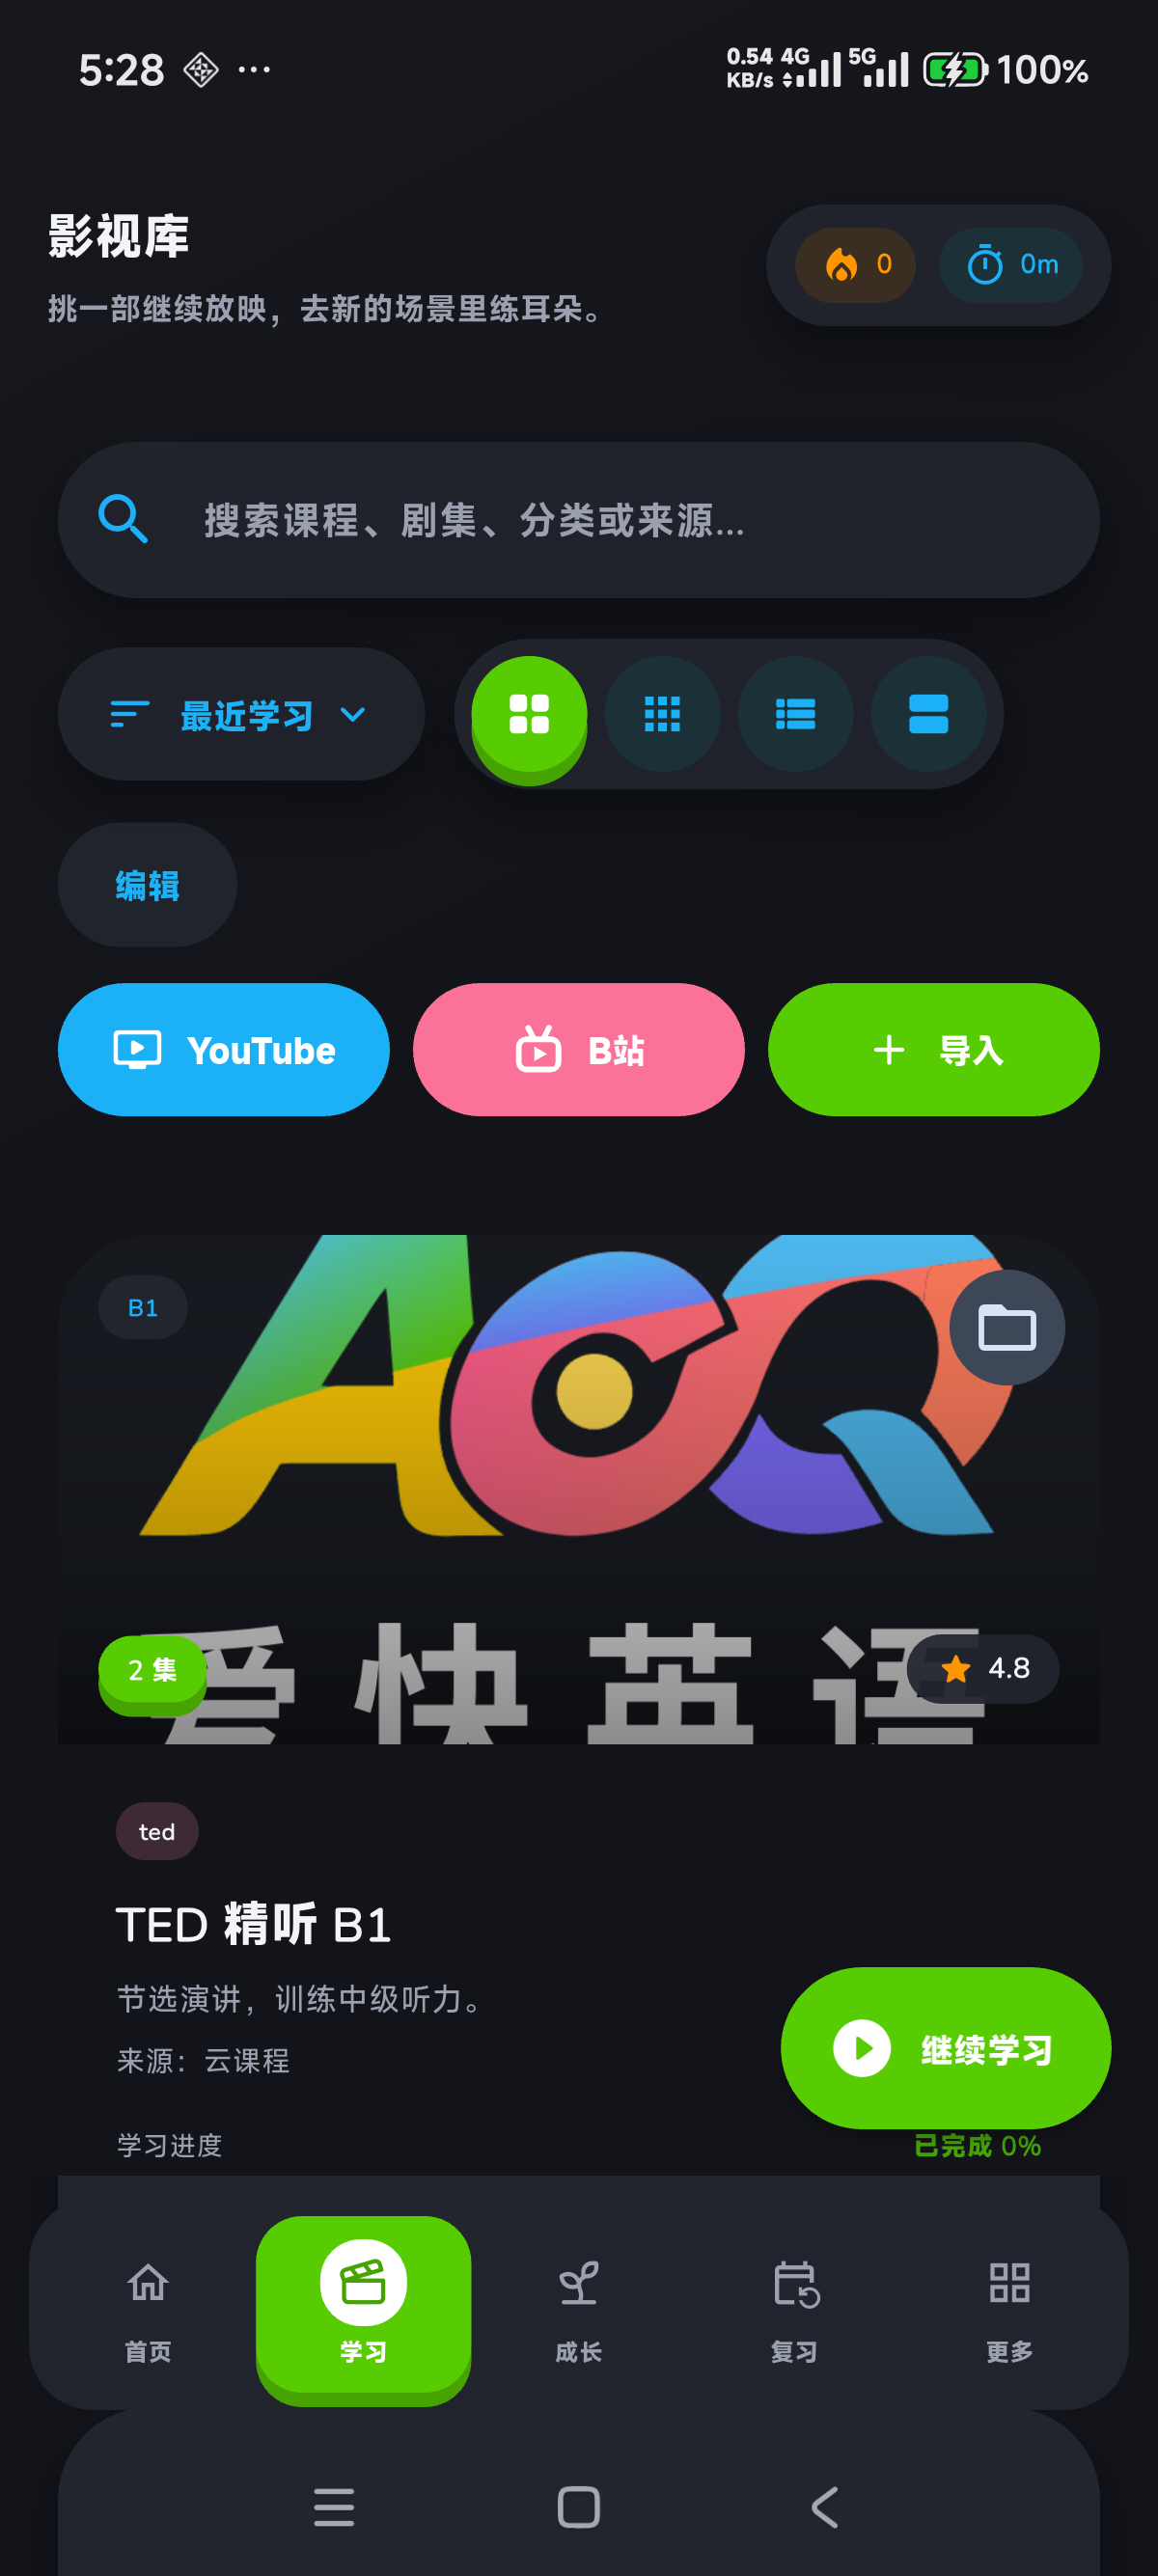 5:28 ... 0.54 KB/s 4G 5G 100%
影视库
0 0m
挑一部继续放映，去新的场景里练耳朵。
搜索课程、剧集、分类或来源...
最近学习
编辑
YouTube B站 导入
B1
AQ
爱快英语
2 集 4.8
ted
TED 精听 B1
节选演讲，训练中级听力。
继续学习
来源：云课程
学习进度 已完成 0%
首页 学习 成长 复习 更多